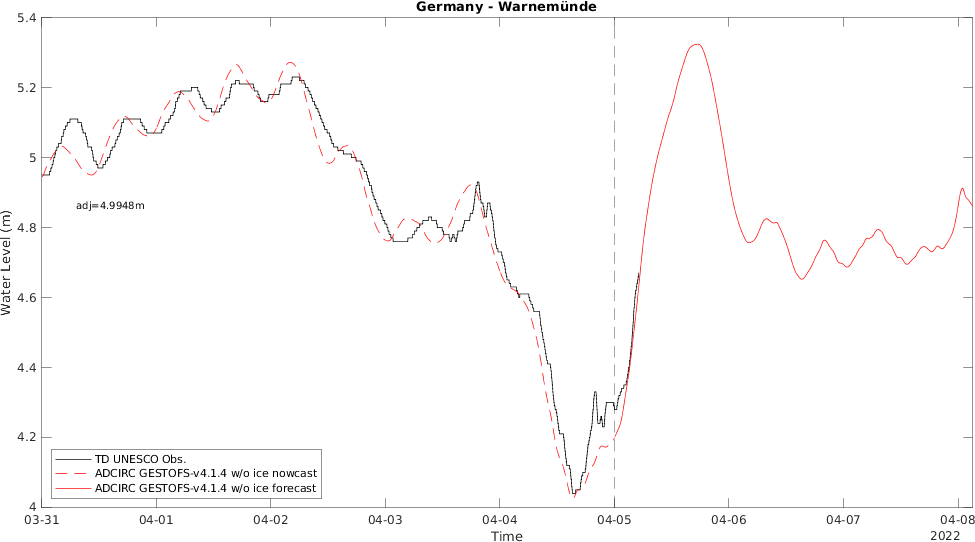 Germany - Warnemünde
5.4
5.2
5
4.8
4.6
4.4
4.2
4
Water Level (m)
adj=4.9948m
TD UNESCO Obs.
ADCIRC GESTOFS-v4.1.4 w/o ice nowcast
ADCIRC GESTOFS-v4.1.4 w/o ice forecast
03-31 04-01 04-02 04-03 04-04 04-05 04-06 04-07 04-08
Time
2022